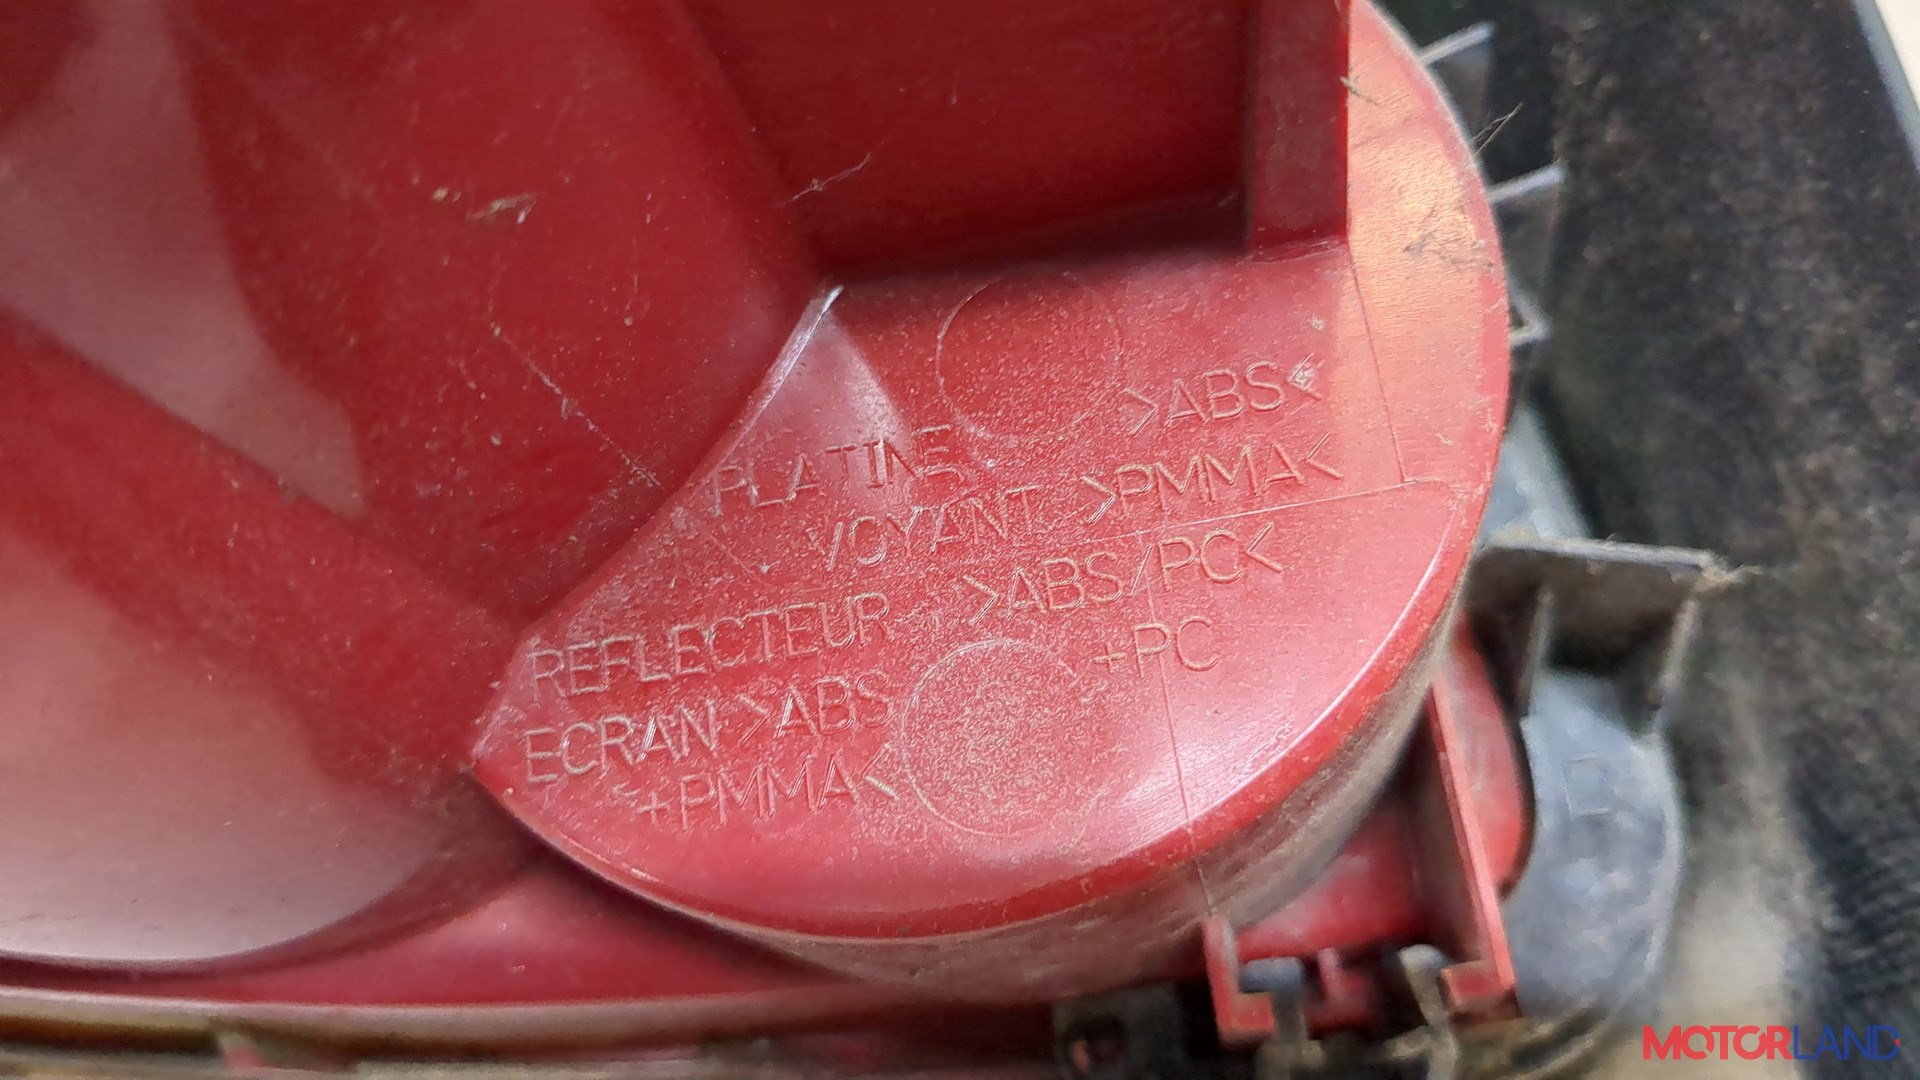 PLATINE >ABS<
VOYANT >PMMA<
REFLECTEUR >ABS/PC<
+PC
ECRAN >ABS
+PMMA<
D
MOTORLAND